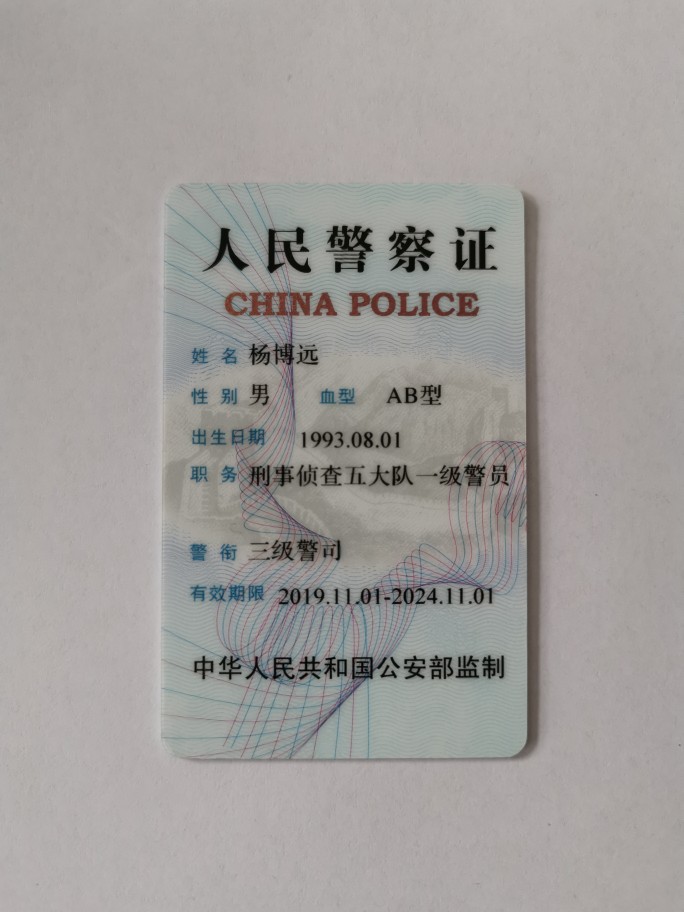 人民警察证
CHINA POLICE
姓 名 杨博远
性 别 男 血型 AB型
出生日期 1993.08.01
职 务 刑事侦查五大队一级警员
警 衔 三级警司
有效期限 2019.11.01-2024.11.01
中华人民共和国公安部监制